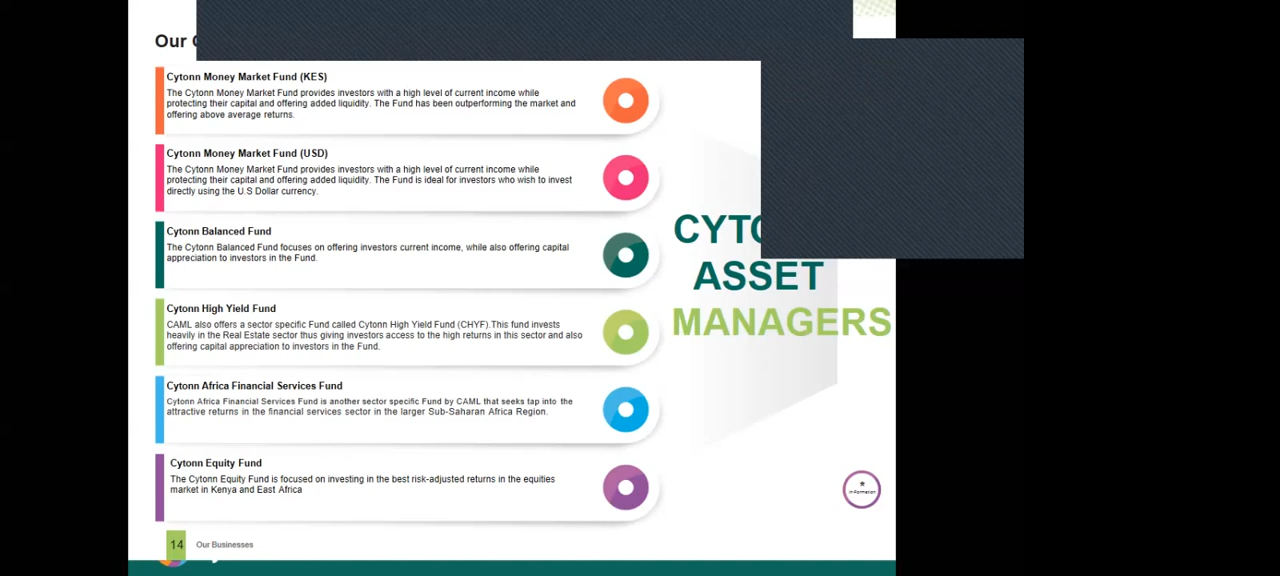 Our
Cytonn Money Market Fund (KES)
The Cytonn Money Market Fund provides investors with a high level of current income while
protecting their capital and offering added liquidity. The Fund has been outperforming the market and
offering above average returns.
Cytonn Money Market Fund (USD)
The Cytonn Money Market Fund provides investors with a high level of current income while
protecting their capital and offering added liquidity. The Fund is ideal for investors who wish to invest
directly using the U.S Dollar currency.
Cytonn Balanced Fund
The Cytonn Balanced Fund focuses on offering investors current income, while also offering capital
appreciation to investors in the Fund.
Cytonn High Yield Fund
CAML also offers a sector specific Fund called Cytonn High Yield Fund (CHYF).This fund invests
heavily in the Real Estate sector thus giving investors access to the high returns in this sector and also
offering capital appreciation to investors in the Fund.
Cytonn Africa Financial Services Fund
Cytonn Africa Financial Services Fund is another sector specific Fund by CAML that seeks tap into the
attractive returns in the financial services sector in the larger Sub-Saharan Africa Region.
Cytonn Equity Fund
The Cytonn Equity Fund is focused on investing in the best risk-adjusted returns in the equities
market in Kenya and East Africa
CYTO
ASSET
MANAGERS
14 Our Businesses